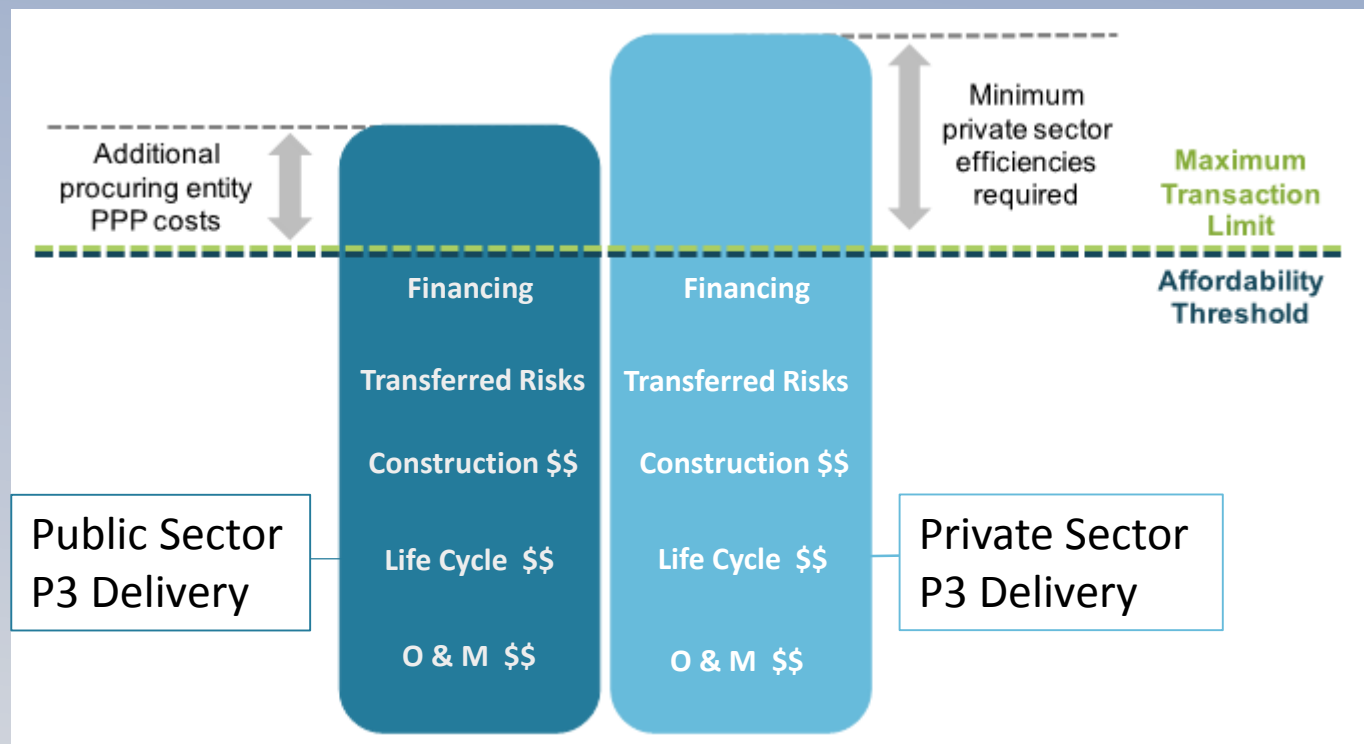 Additional
procuring entity
PPP costs
Minimum
private sector
efficiencies
required
Maximum
Transaction
Limit
Affordability
Threshold
Financing
Transferred Risks
Construction $$
Life Cycle $$
O & M $$
Financing
Transferred Risks
Construction $$
Life Cycle $$
O & M $$
Public Sector
P3 Delivery
Private Sector
P3 Delivery